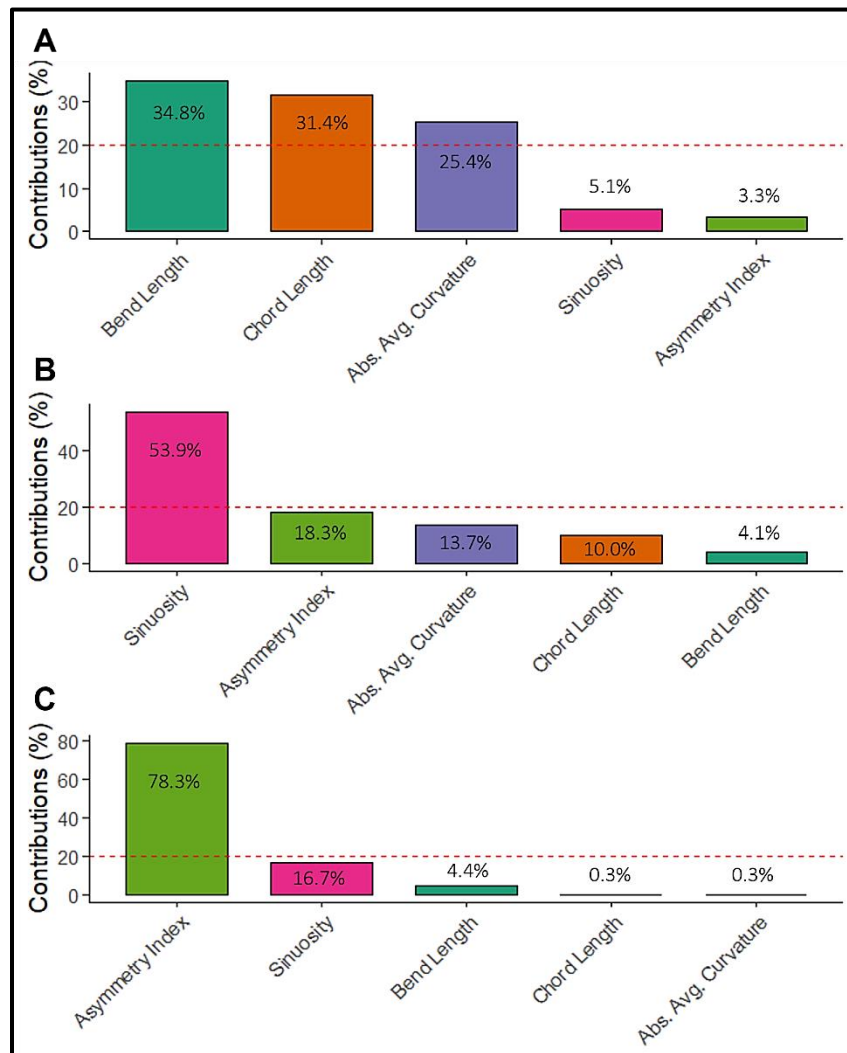 A
Contributions (%)
30
20
10
0
34.8%
31.4%
25.4%
5.1%
3.3%
Bend Length
Chord Length
Abs. Avg. Curvature
Sinuosity
Asymmetry Index
B
Contributions (%)
40
20
0
53.9%
18.3%
13.7%
10.0%
4.1%
Sinuosity
Asymmetry Index
Abs. Avg. Curvature
Chord Length
Bend Length
C
Contributions (%)
80
60
40
20
0
78.3%
16.7%
4.4%
0.3%
0.3%
Asymmetry Index
Sinuosity
Bend Length
Chord Length
Abs. Avg. Curvature